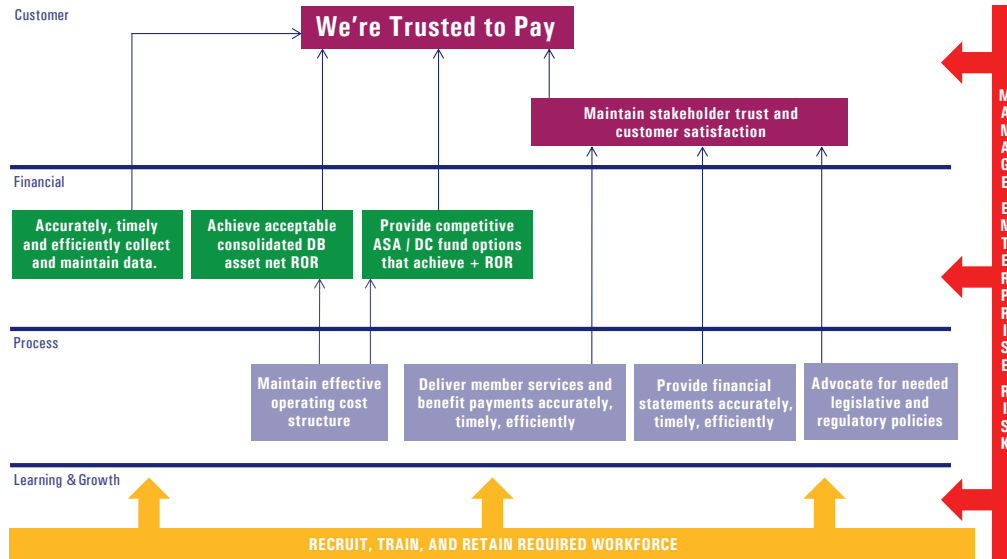 Customer
We're Trusted to Pay
Maintain stakeholder trust and
customer satisfaction
Financial
Accurately, timely
and efficiently collect
and maintain data.
Achieve acceptable
consolidated DB
asset net ROR
Provide competitive
ASA / DC fund options
that achieve + ROR
Process
Maintain effective
operating cost
structure
Deliver member services and
benefit payments accurately,
timely, efficiently
Provide financial
statements accurately,
timely, efficiently
Advocate for needed
legislative and
regulatory policies
Learning & Growth
RECRUIT, TRAIN, AND RETAIN REQUIRED WORKFORCE
MANAGE ENTERPRISE RISK